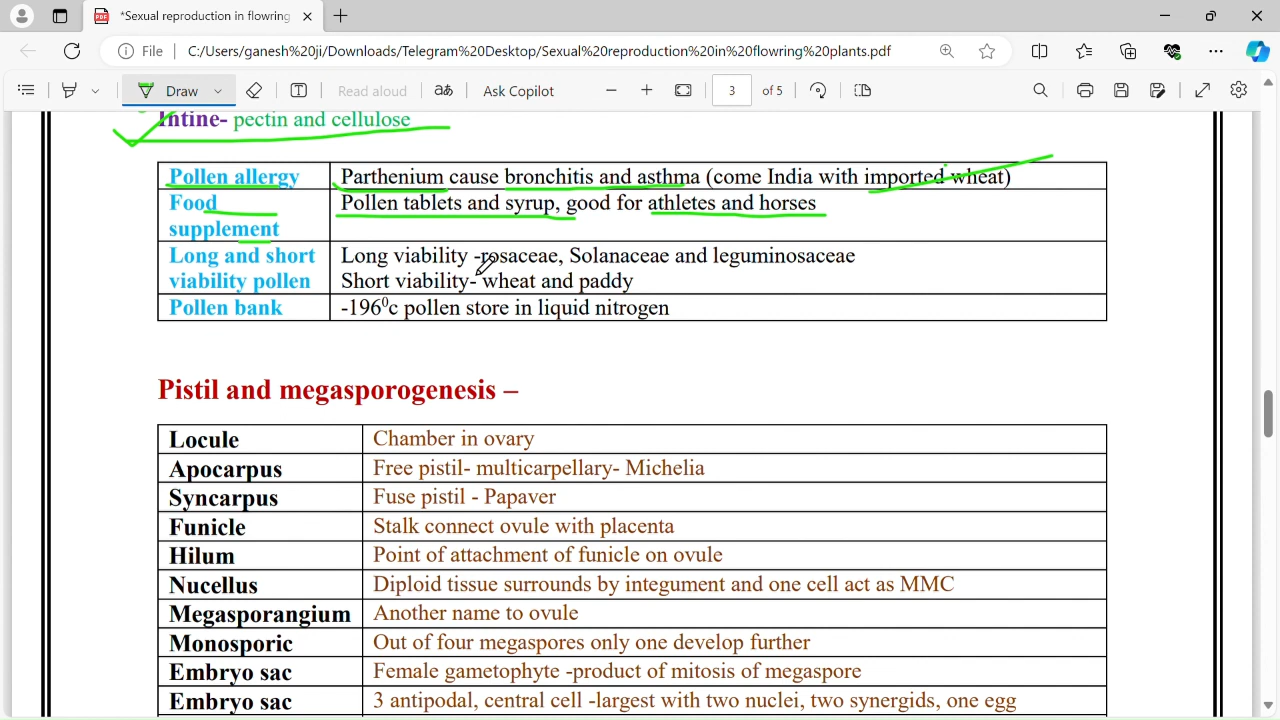 *Sexual reproduction in flowring
File | C:/Users/ganesh%20ji/Downloads/Telegram%20Desktop/Sexual%20reproduction%20in%20flowring%20plants.pdf
Draw
Read aloud
aあ
Ask Copilot
3 of 5
Intine- pectin and cellulose
Pollen allergy Parthenium cause bronchitis and asthma (come India with imported wheat)
Food Pollen tablets and syrup, good for athletes and horses
supplement
Long and short Long viability -rosaceae, Solanaceae and leguminosaceae
viability pollen Short viability- wheat and paddy
Pollen bank -196⁰c pollen store in liquid nitrogen
Pistil and megasporogenesis –
Locule Chamber in ovary
Apocarpus Free pistil- multicarpellary- Michelia
Syncarpus Fuse pistil - Papaver
Funicle Stalk connect ovule with placenta
Hilum Point of attachment of funicle on ovule
Nucellus Diploid tissue surrounds by integument and one cell act as MMC
Megasporangium Another name to ovule
Monosporic Out of four megaspores only one develop further
Embryo sac Female gametophyte -product of mitosis of megaspore
Embryo sac 3 antipodal, central cell -largest with two nuclei, two synergids, one egg